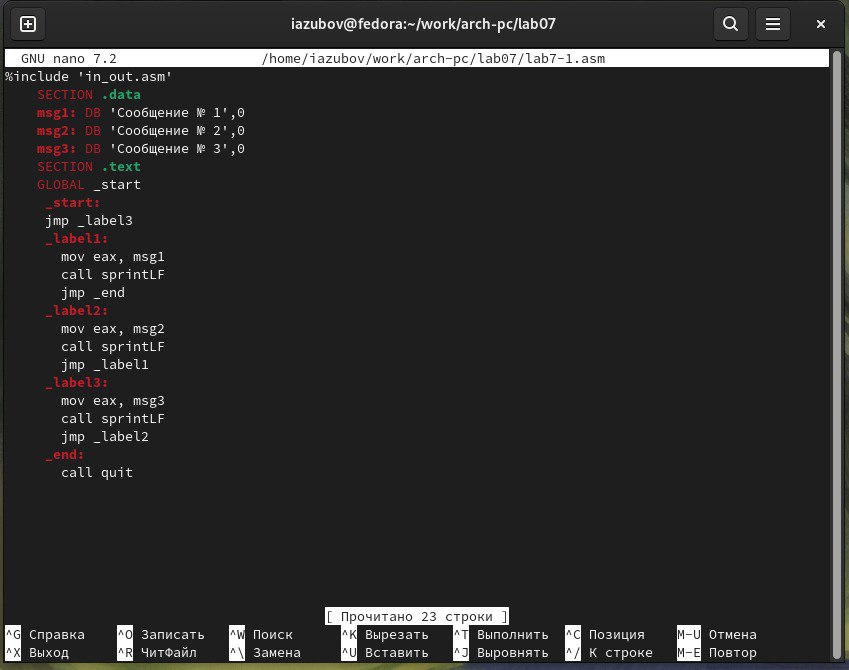 iazubov@fedora:~/work/arch-pc/lab07
GNU nano 7.2 /home/iazubov/work/arch-pc/lab07/lab7-1.asm
%include 'in_out.asm'
SECTION .data
msg1: DB 'Сообщение № 1',0
msg2: DB 'Сообщение № 2',0
msg3: DB 'Сообщение № 3',0
SECTION .text
GLOBAL _start
_start:
jmp _label3
_label1:
mov eax, msg1
call sprintLF
jmp _end
_label2:
mov eax, msg2
call sprintLF
jmp _label1
_label3:
mov eax, msg3
call sprintLF
jmp _label2
_end:
call quit
[ Прочитано 23 строки ]
^G Справка ^O Записать ^W Поиск ^K Вырезать ^T Выполнить ^C Позиция M-U Отмена
^X Выход ^R ЧитФайл ^\ Замена ^U Вставить ^J Выровнять ^/ К строке M-E Повтор